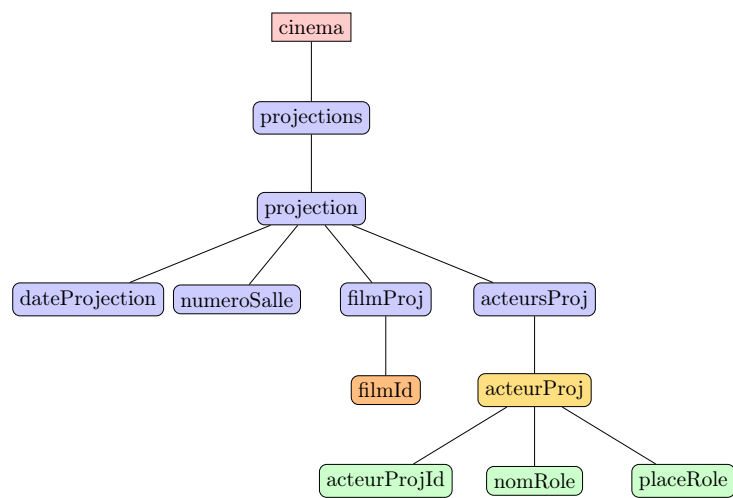 cinema
projections
projection
dateProjection
numeroSalle
filmProj
acteursProj
filmId
acteurProj
acteurProjId
nomRole
placeRole